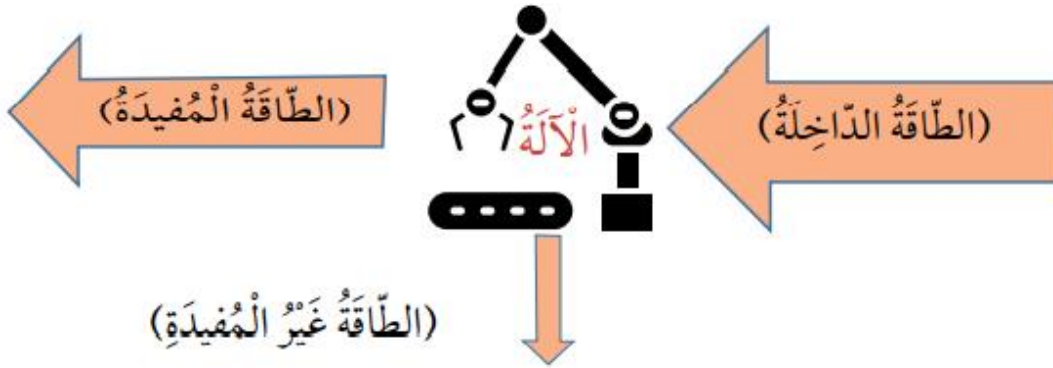 (الطّاقَةُ الدّاخِلَةُ)
الْآلَةُ
(الطّاقَةُ الْمُفيدَةُ)
(الطّاقَةُ غَيْرُ الْمُفيدَةِ)